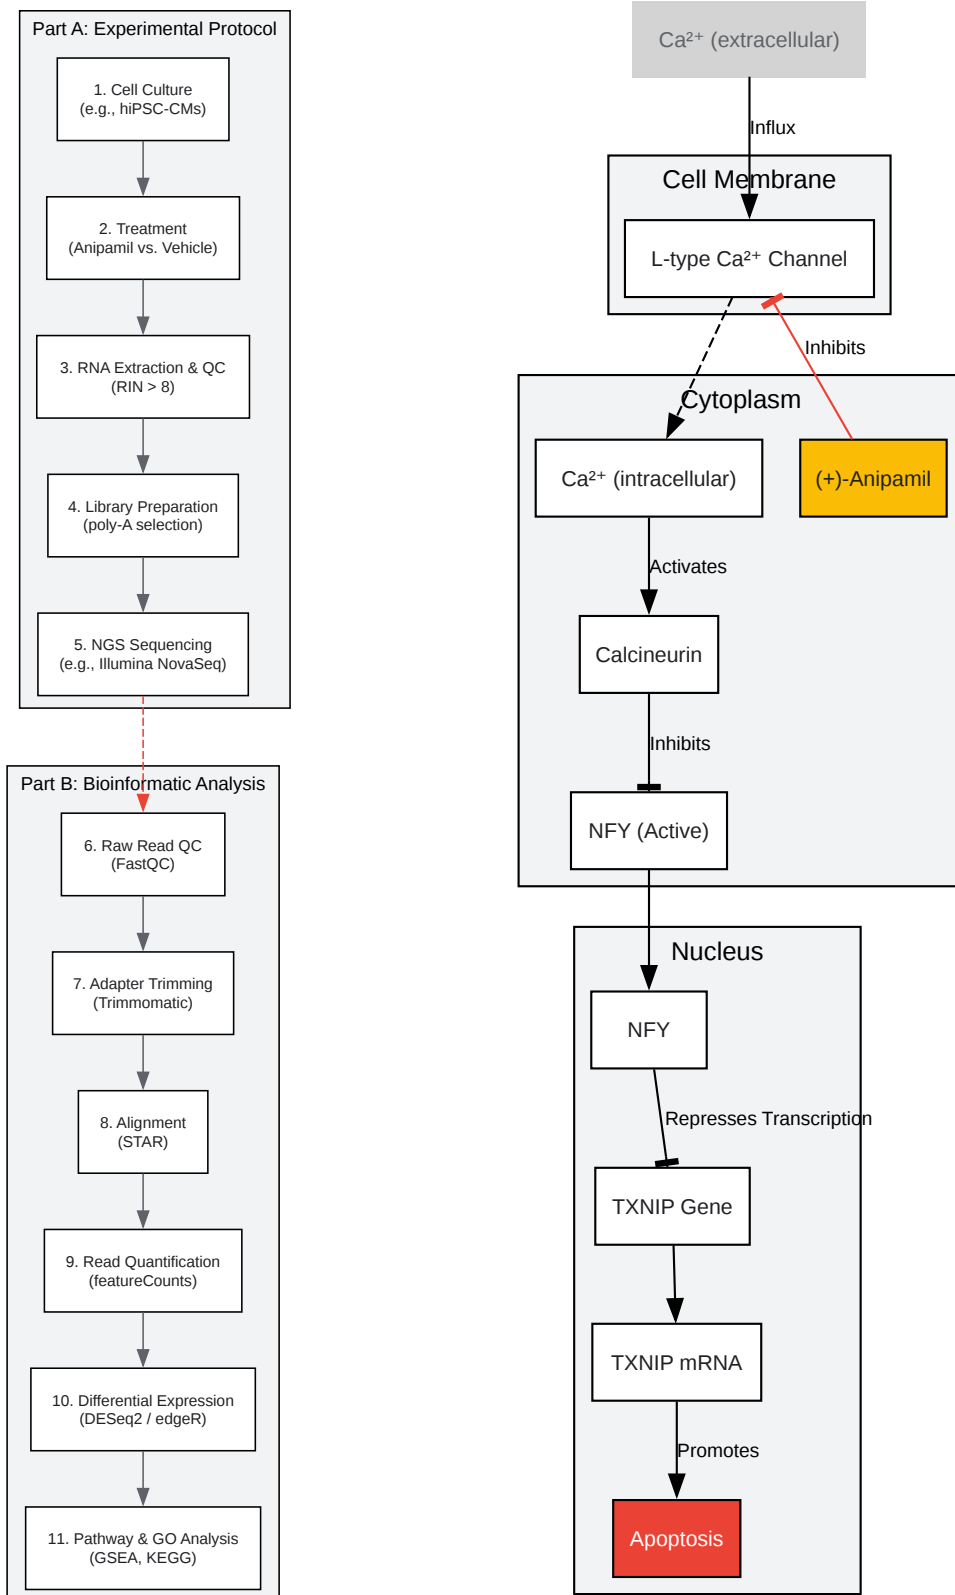 Part A: Experimental Protocol
1. Cell Culture
(e.g., hiPSC-CMs)
2. Treatment
(Anipamil vs. Vehicle)
3. RNA Extraction & QC
(RIN > 8)
4. Library Preparation
(poly-A selection)
5. NGS Sequencing
(e.g., Illumina NovaSeq)
Part B: Bioinformatic Analysis
6. Raw Read QC
(FastQC)
7. Adapter Trimming
(Trimmomatic)
8. Alignment
(STAR)
9. Read Quantification
(featureCounts)
10. Differential Expression
(DESeq2 / edgeR)
11. Pathway & GO Analysis
(GSEA, KEGG)
Ca²⁺ (extracellular)
Influx
Cell Membrane
L-type Ca²⁺ Channel
Inhibits
Cytoplasm
Ca²⁺ (intracellular)
(+)-Anipamil
Activates
Calcineurin
Inhibits
NFY (Active)
Nucleus
NFY
Represses Transcription
TXNIP Gene
TXNIP mRNA
Promotes
Apoptosis